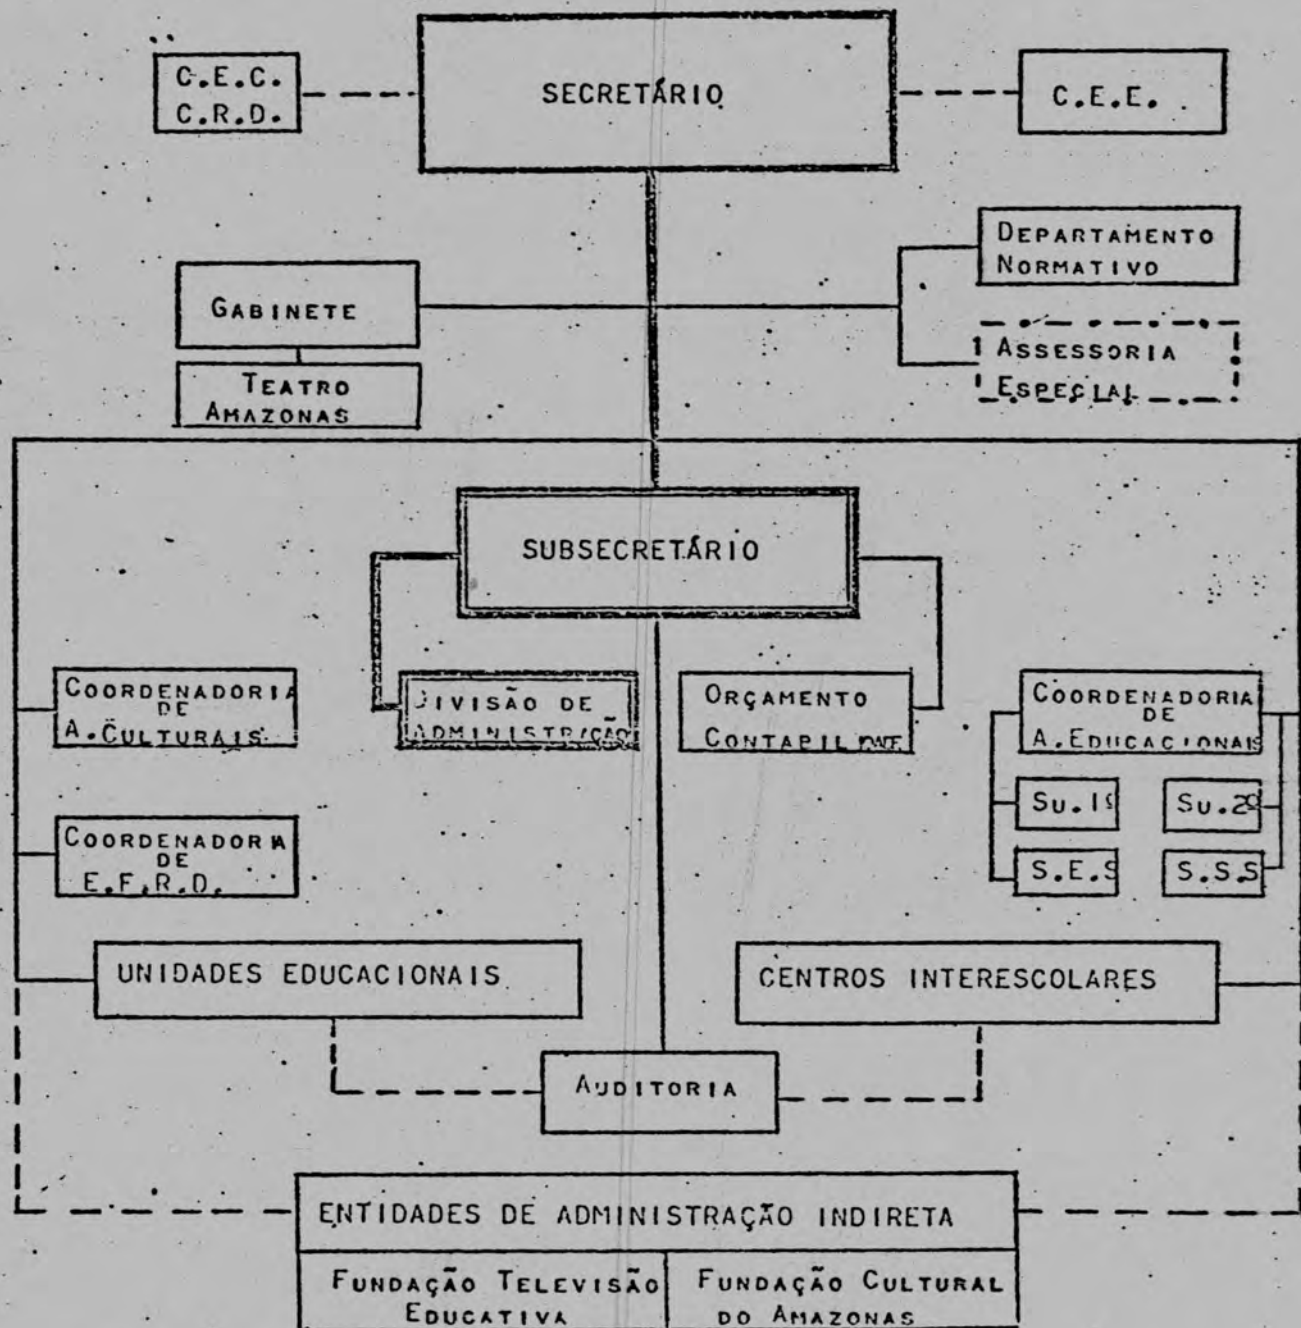 C.E.C.
C.R.D.
SECRETÁRIO
C.E.E.
DEPARTAMENTO
NORMATIVO
GABINETE
ASSESSORIA
ESPECIAL
TEATRO
AMAZONAS
SUBSECRETÁRIO
COORDENADORIA
DE
A.CULTURAIS
DIVISÃO DE
ADMINISTRAÇÃO
ORÇAMENTO
CONTABILIDADE
COORDENADORIA
DE
A.EDUCACIONAIS
SU.1º
SU.2º
COORDENADORIA
DE
E.F.R.D.
S.E.S
S.S.S
UNIDADES EDUCACIONAIS
CENTROS INTERESCOLARES
AUDITORIA
ENTIDADES DE ADMINISTRAÇÃO INDIRETA
FUNDAÇÃO TELEVISÃO
EDUCATIVA
FUNDAÇÃO CULTURAL
DO AMAZONAS